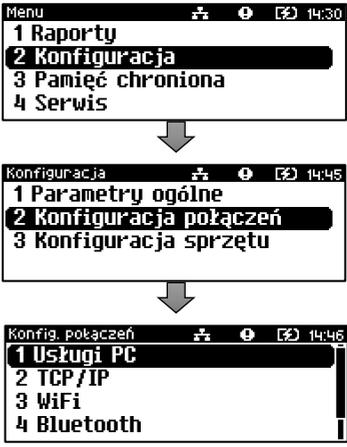 Menu 14:30
1 Raporty
2 Konfiguracja
3 Pamięć chroniona
4 Serwis
Konfiguracja 14:45
1 Parametry ogólne
2 Konfiguracja połączeń
3 Konfiguracja sprzętu
Konfig. połączeń 14:46
1 Usługi PC
2 TCP/IP
3 WiFi
4 Bluetooth